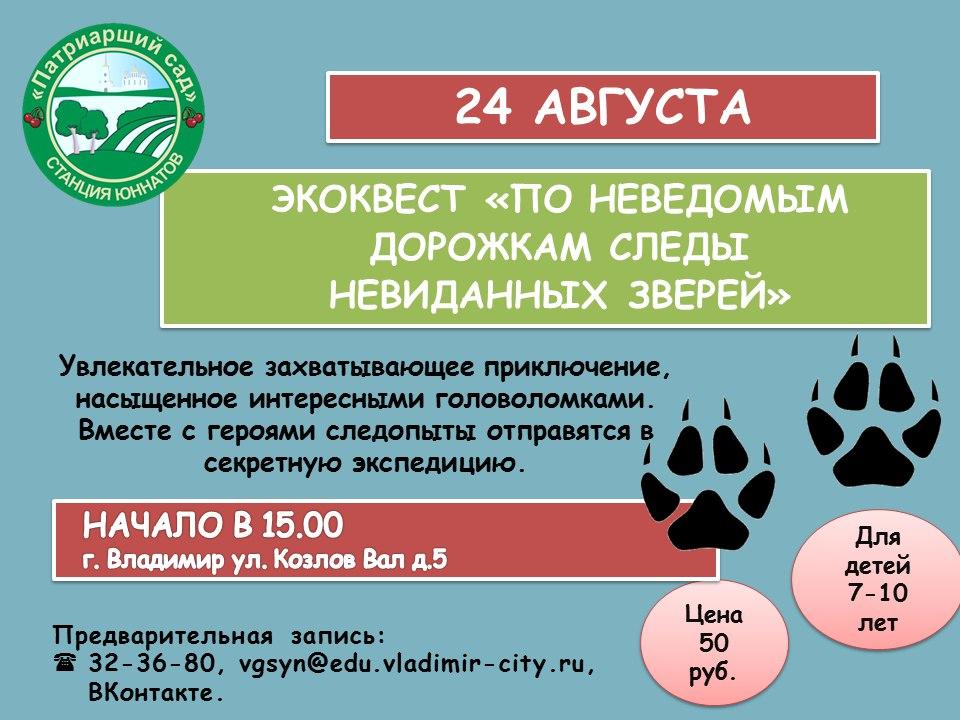 «Патриарший сад»
СТАНЦИЯ ЮННАТОВ
24 АВГУСТА
ЭКОКВЕСТ «ПО НЕВЕДОМЫМ
ДОРОЖКАМ СЛЕДЫ
НЕВИДАННЫХ ЗВЕРЕЙ»
Увлекательное захватывающее приключение,
насыщенное интересными головоломками.
Вместе с героями следопыты отправятся в
секретную экспедицию.
НАЧАЛО В 15.00
г. Владимир ул. Козлов Вал д.5
Для
детей
7-10
лет
Цена
50
руб.
Предварительная запись:
☎ 32-36-80, vgsyn@edu.vladimir-city.ru,
ВКонтакте.